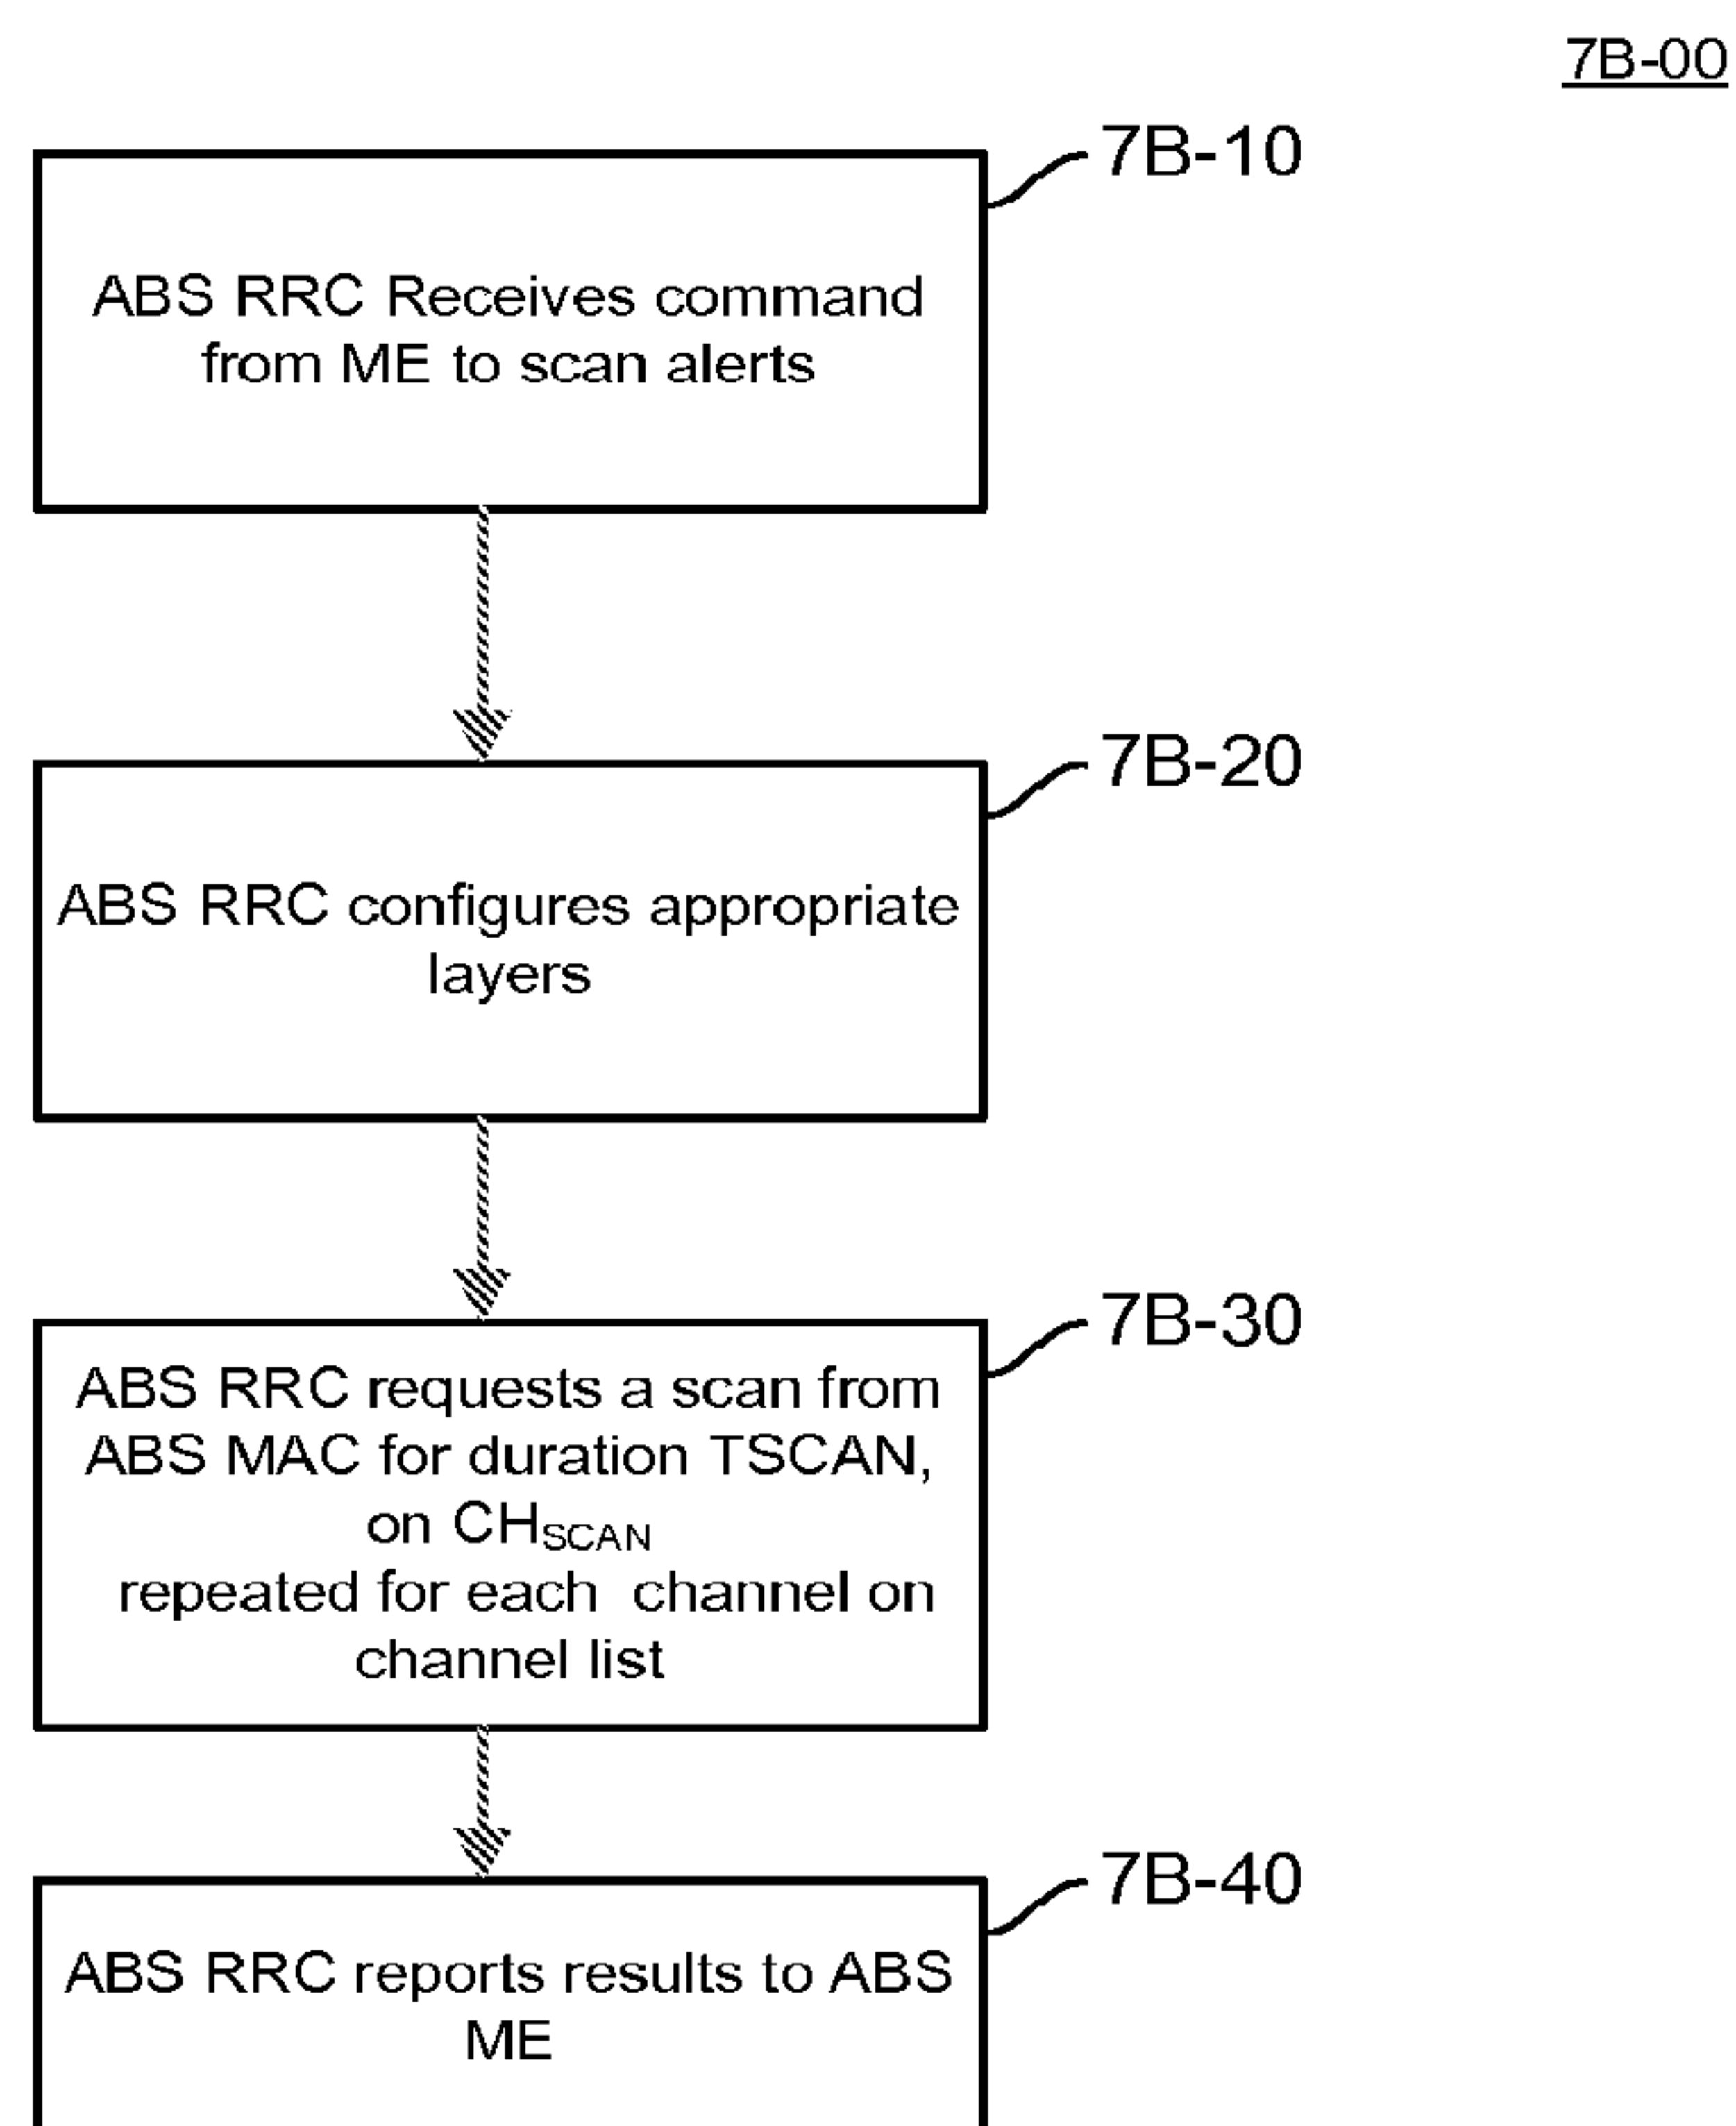 7B-00
7B-10
ABS RRC Receives command
from ME to scan alerts
7B-20
ABS RRC configures appropriate
layers
7B-30
ABS RRC requests a scan from
ABS MAC for duration TSCAN,
on CHSCAN
repeated for each channel on
channel list
7B-40
ABS RRC reports results to ABS
ME